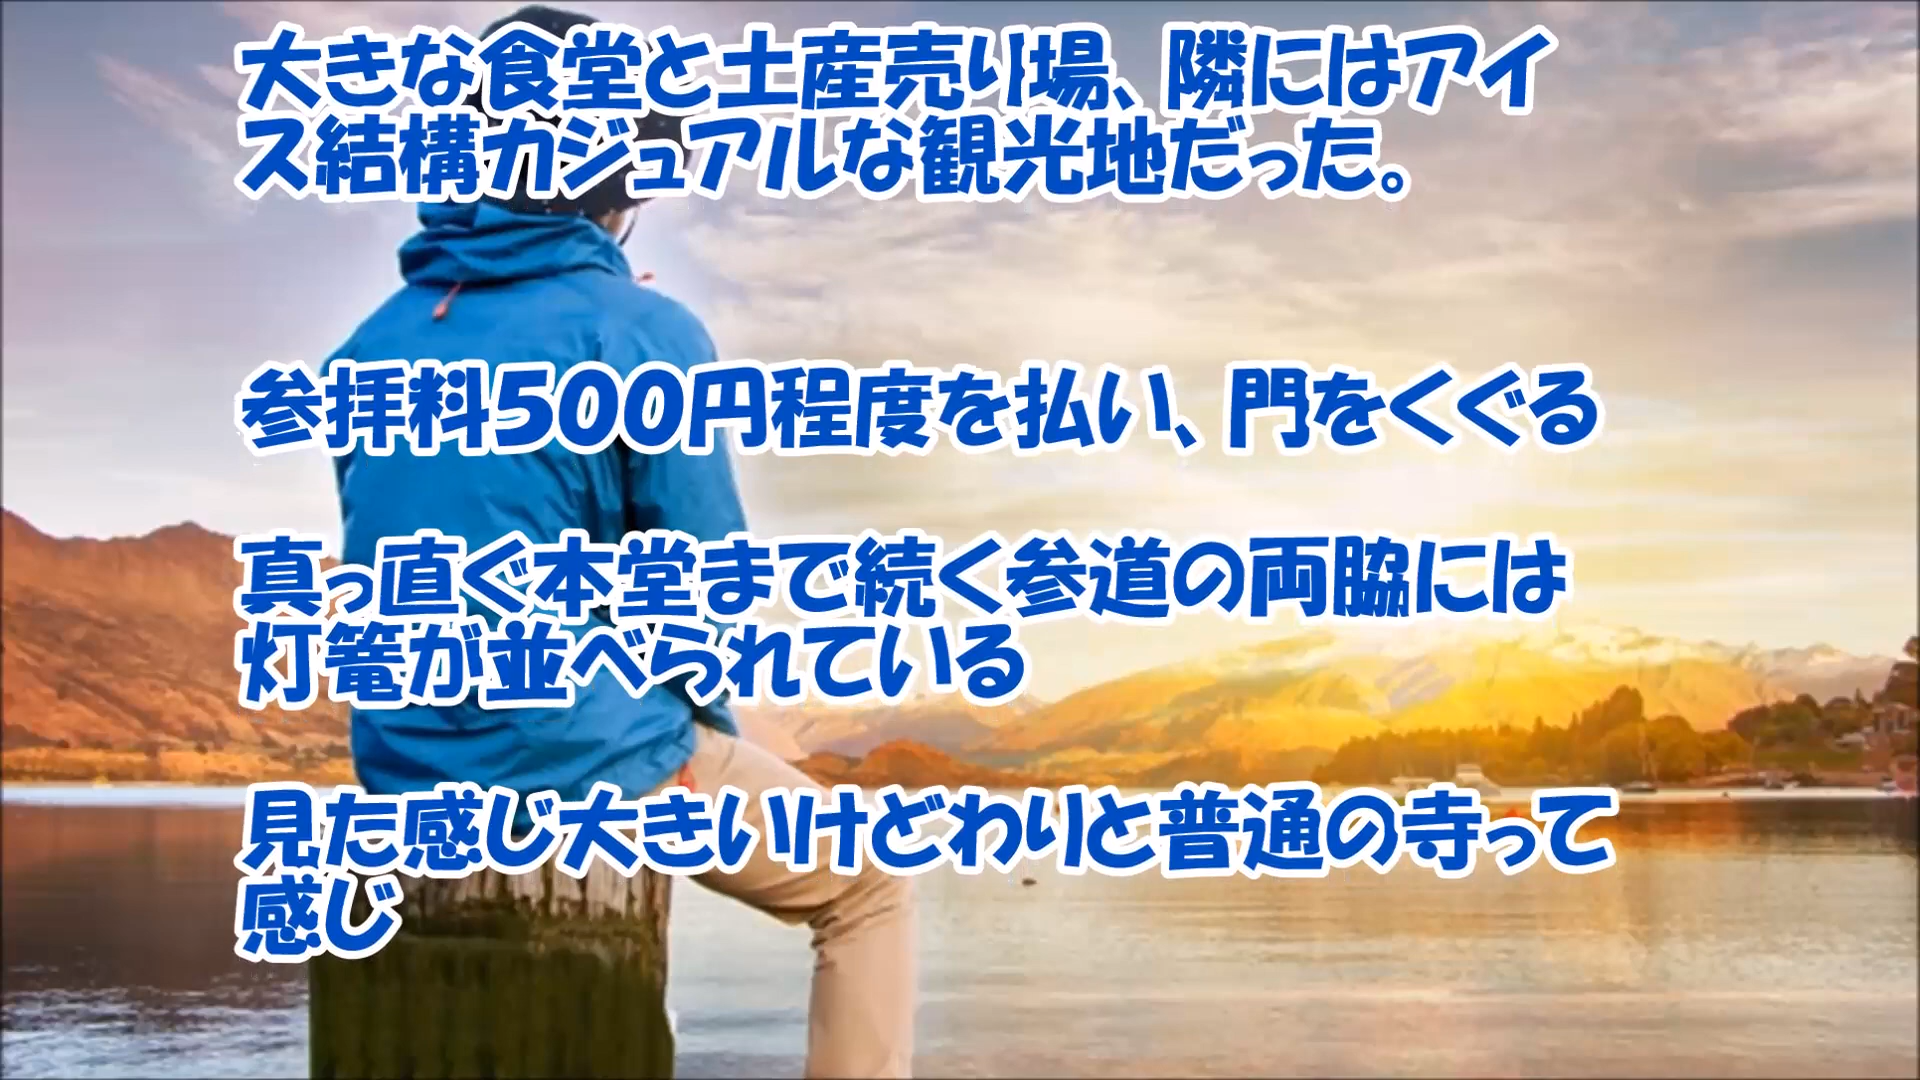 大きな食堂と土産売り場、隣にはアイ
ス結構カジュアルな観光地だった。
参拝料500円程度を払い、門をくぐる
真っ直ぐ本堂まで続く参道の両脇には
灯篭が並べられている
見た感じ大きいけどわりと普通の寺って
感じ